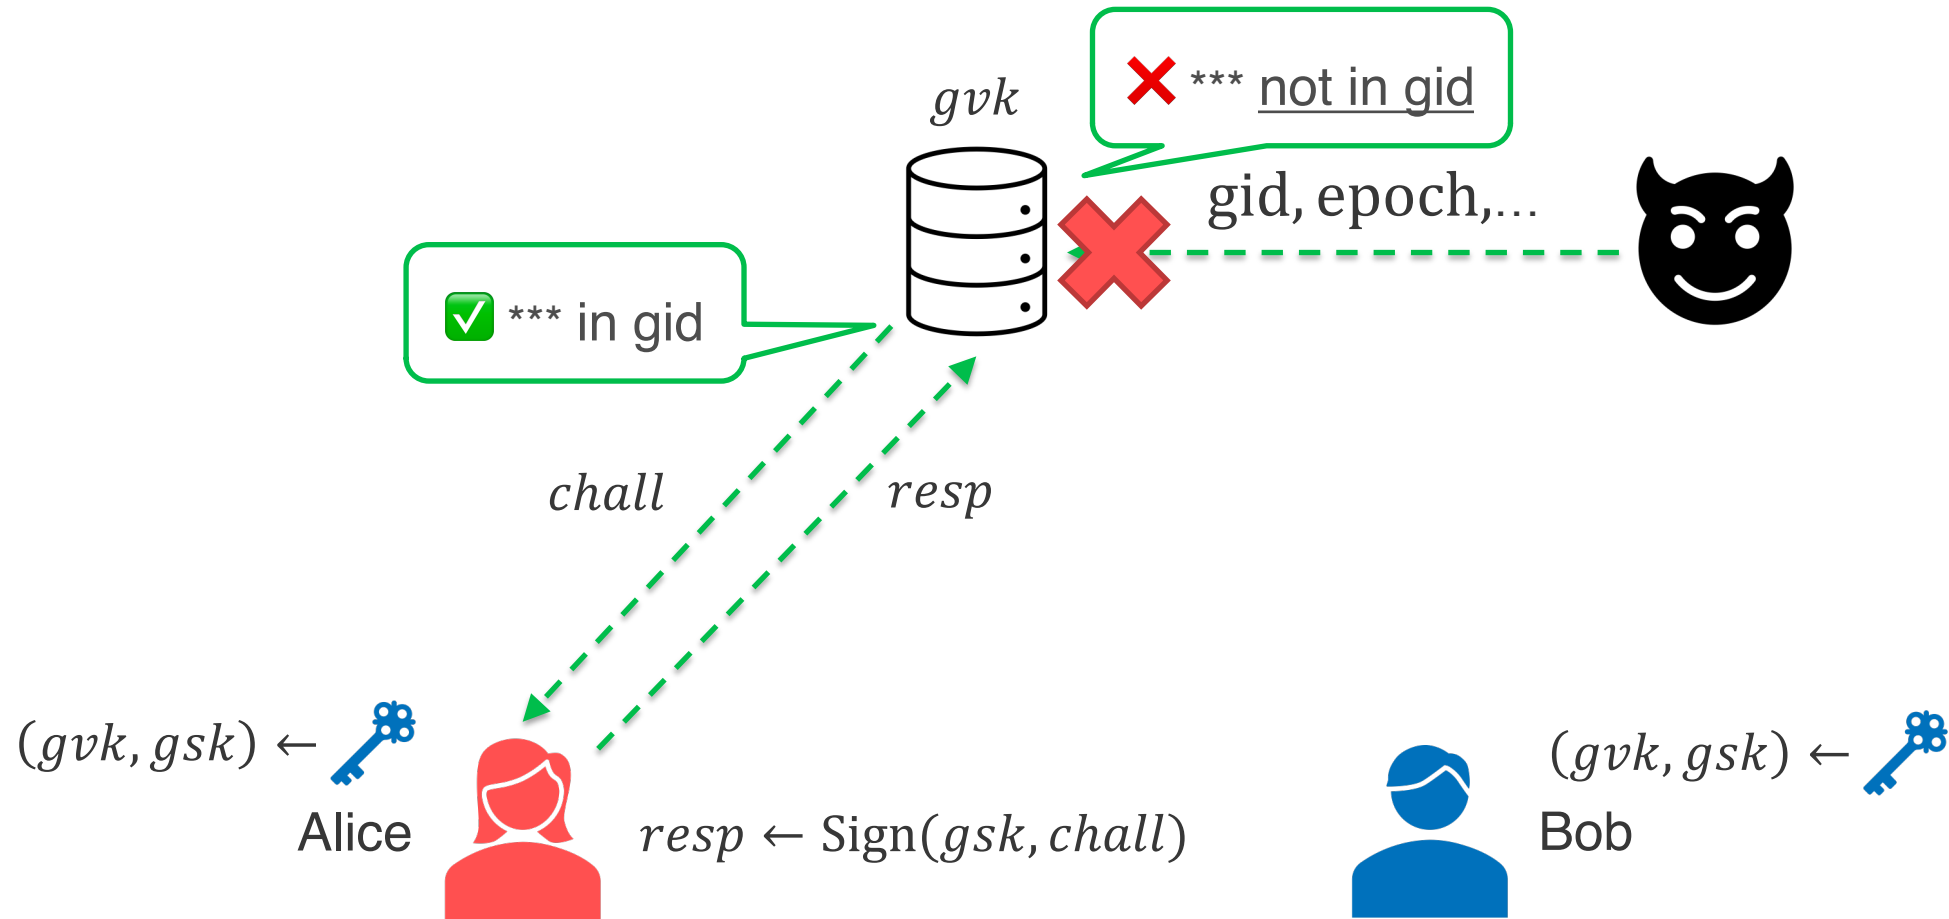 ❌ *** not in gid
gvk
gid, epoch,…
✅ *** in gid
chall
resp
(gvk, gsk) ←
(gvk, gsk) ←
Alice
resp ← Sign(gsk, chall)
Bob